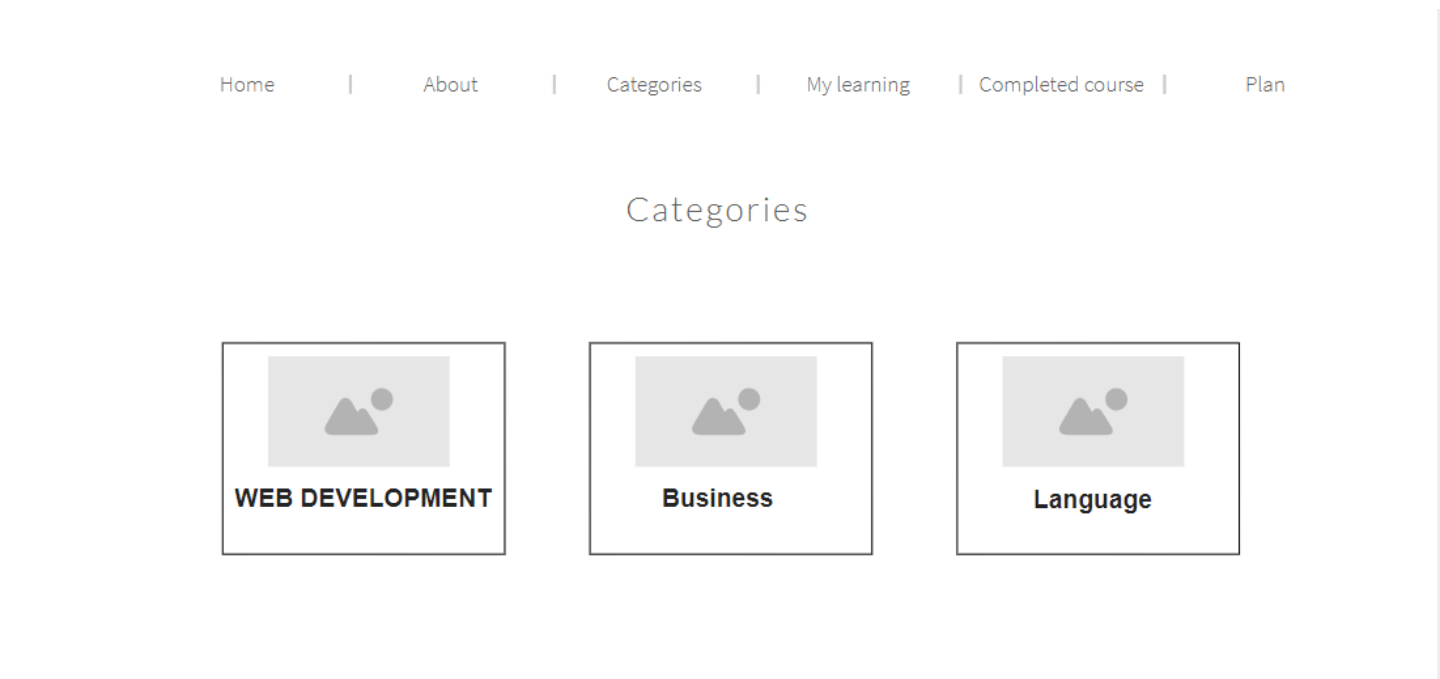 Home | About | Categories | My learning | Completed course | Plan
Categories
WEB DEVELOPMENT Business Language